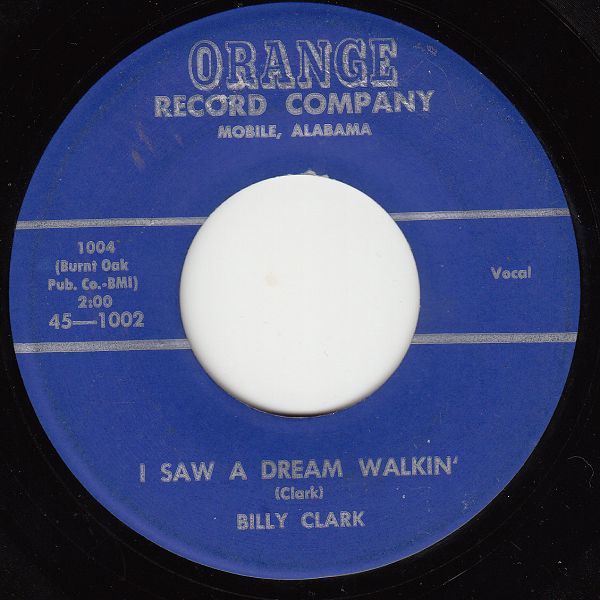 ORANGE
RECORD COMPANY
MOBILE, ALABAMA
1004
(Burnt Oak
Pub. Co.-BMI)
2:00
45—1002
Vocal
I SAW A DREAM WALKIN'
(Clark)
BILLY CLARK